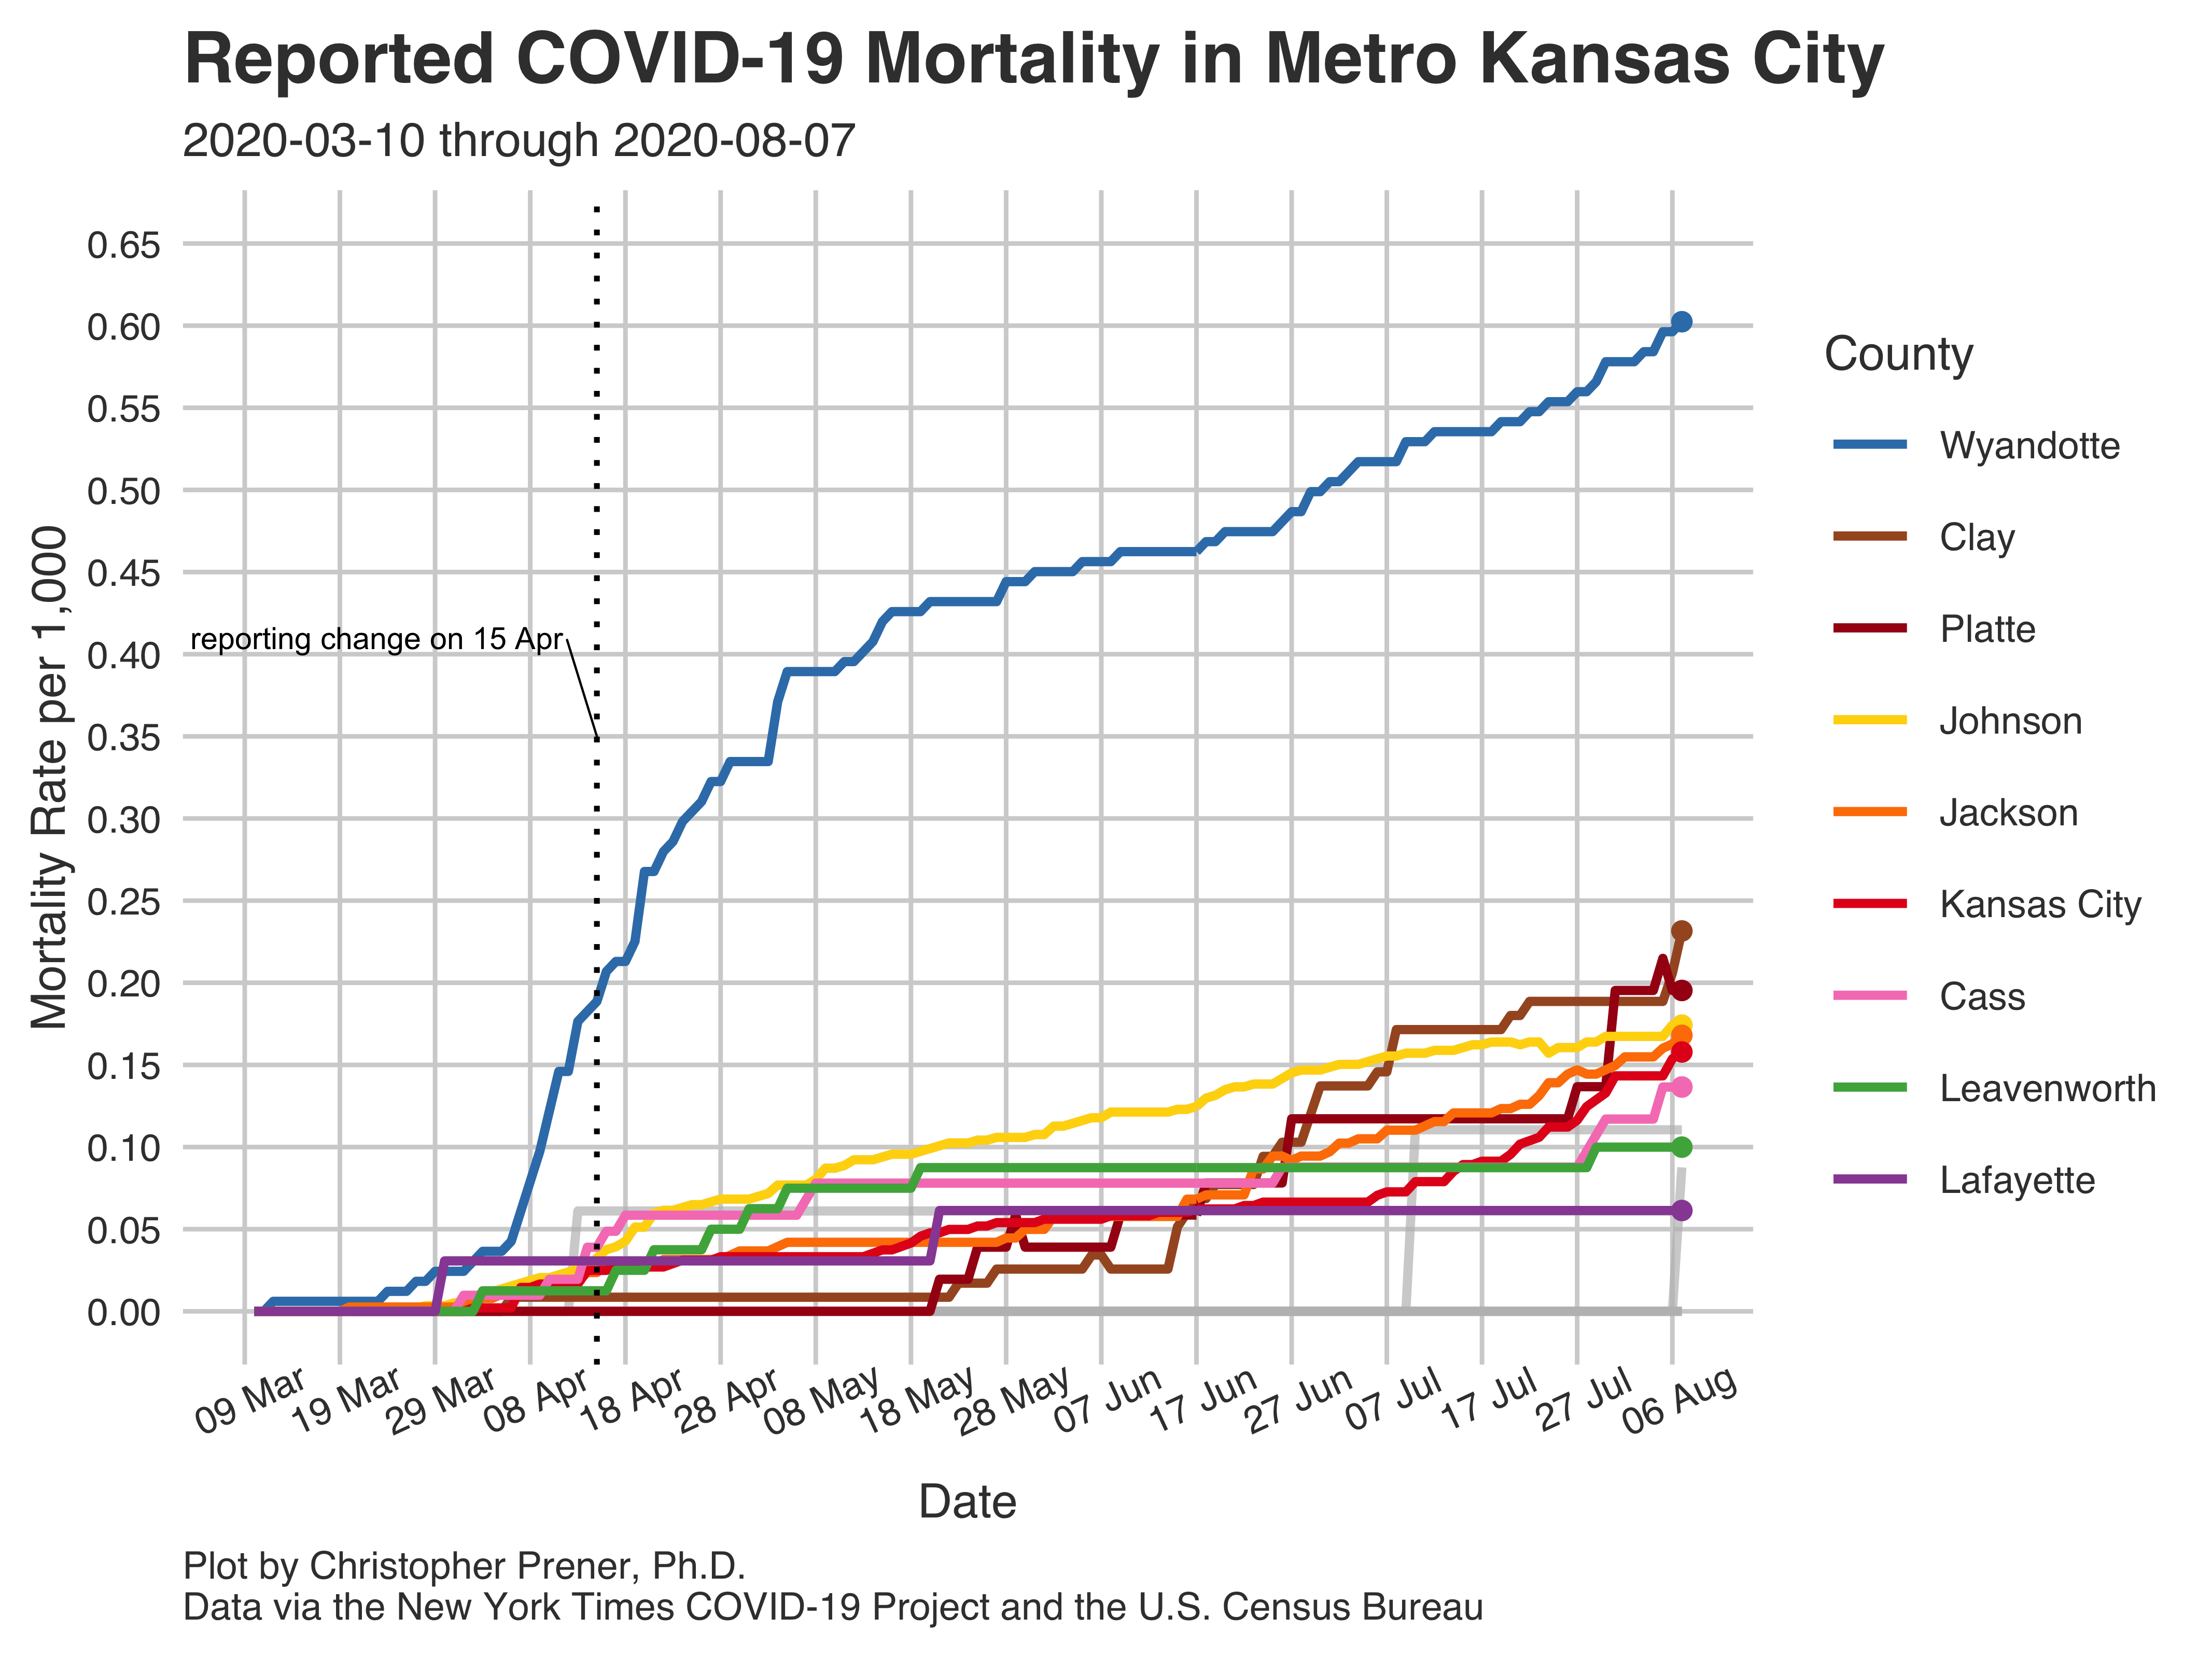 Reported COVID-19 Mortality in Metro Kansas City
2020-03-10 through 2020-08-07
Mortality Rate per 1,000
0.65
0.60
0.55
0.50
0.45
0.40
0.35
0.30
0.25
0.20
0.15
0.10
0.05
0.00
reporting change on 15 Apr
09 Mar
19 Mar
29 Mar
08 Apr
18 Apr
28 Apr
08 May
18 May
28 May
07 Jun
17 Jun
27 Jun
07 Jul
17 Jul
27 Jul
06 Aug
Date
County
Wyandotte
Clay
Platte
Johnson
Jackson
Kansas City
Cass
Leavenworth
Lafayette
Plot by Christopher Prener, Ph.D.
Data via the New York Times COVID-19 Project and the U.S. Census Bureau